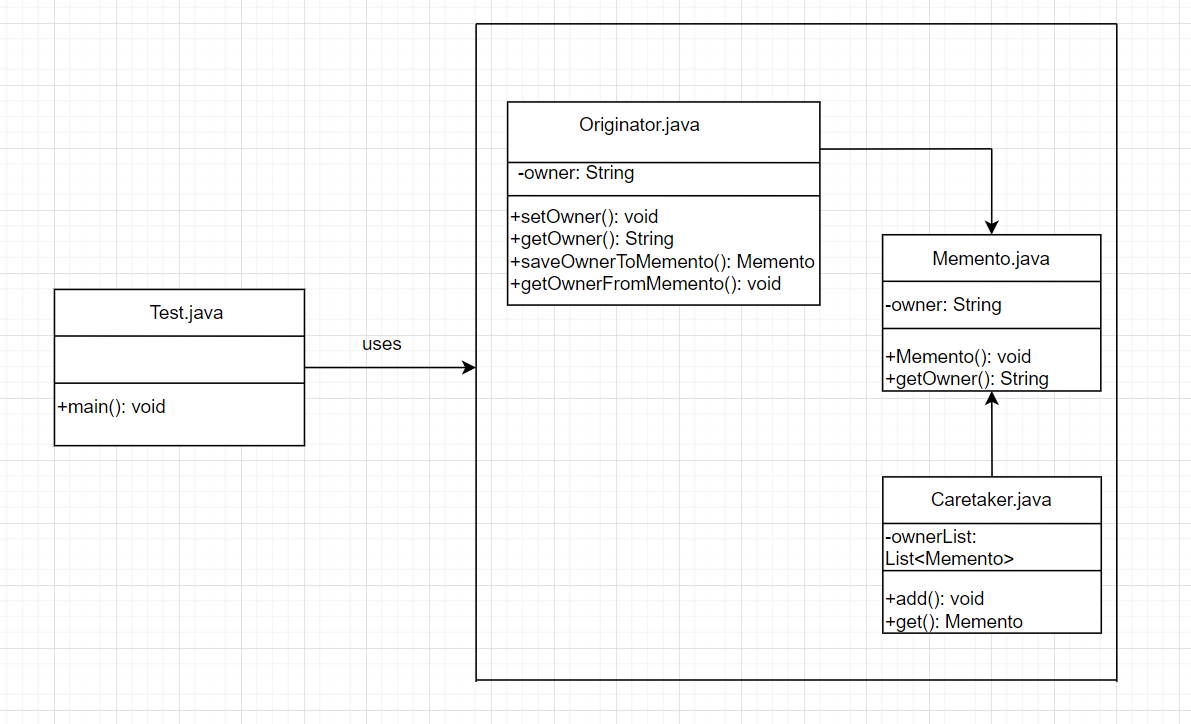 Originator.java
-owner: String
+setOwner(): void
+getOwner(): String
+saveOwnerToMemento(): Memento
+getOwnerFromMemento(): void
Memento.java
-owner: String
+Memento(): void
+getOwner(): String
Test.java
+main(): void
uses
Caretaker.java
-ownerList:
List<Memento>
+add(): void
+get(): Memento